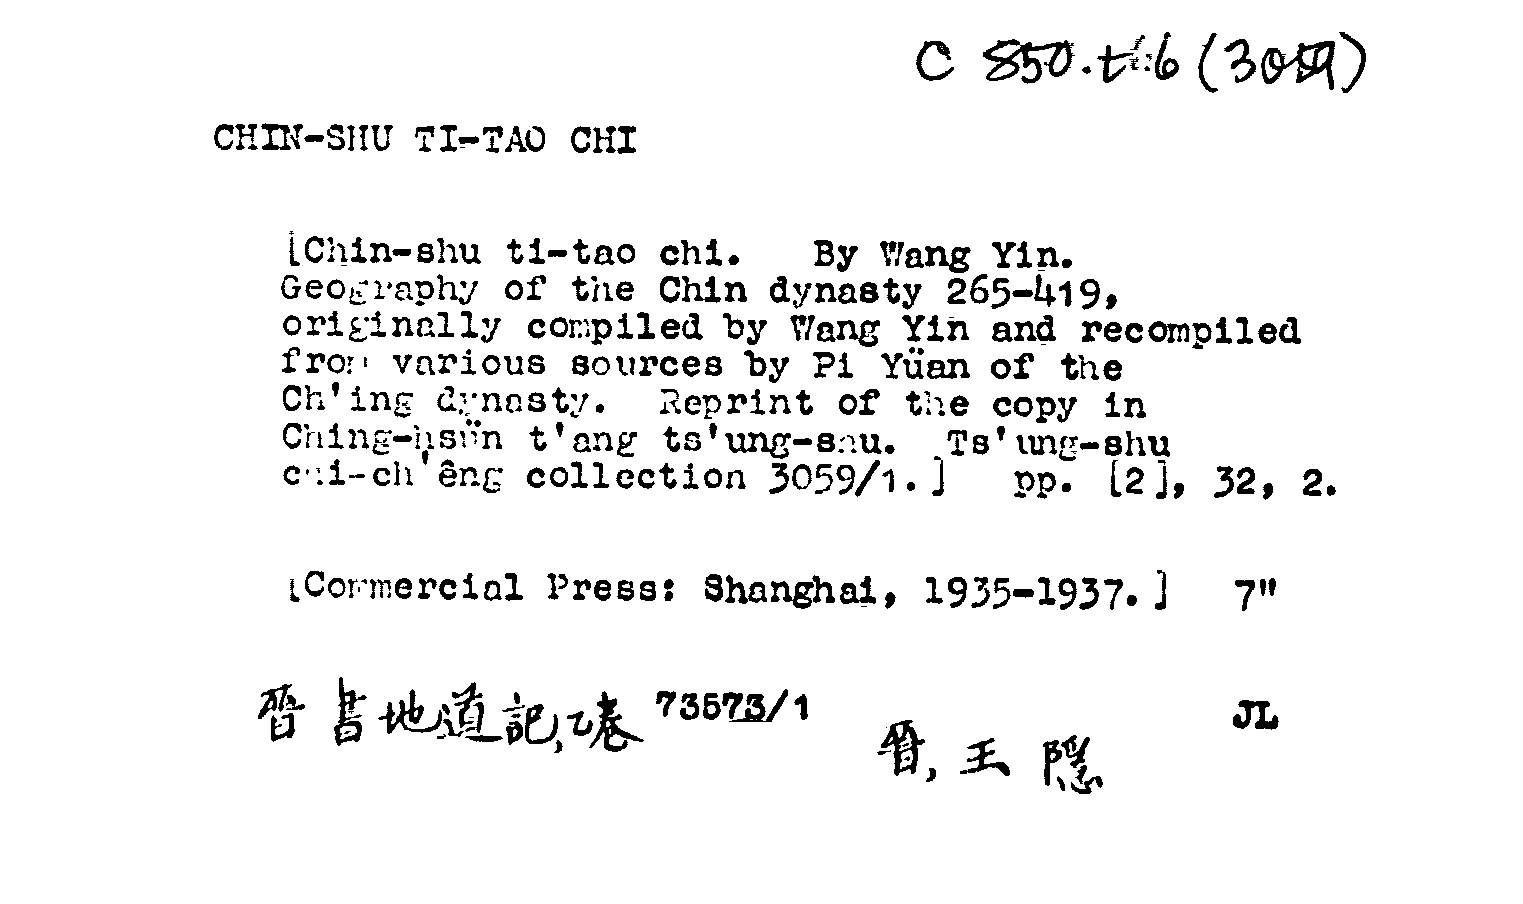 C 850.t.6 (3059)
CHIN-SHU TI-TAO CHI
[Chin-shu ti-tao chi. By Wang Yin.
Geography of the Chin dynasty 265-419,
originally compiled by Wang Yin and recompiled
from various sources by Pi Yüan of the
Ch'ing dynasty. Reprint of the copy in
Ching-hsün t'ang ts'ung-shu. Ts'ung-shu
chi-ch'êng collection 3059/1.] pp. [2], 32, 2.
[Commercial Press: Shanghai, 1935-1937.] 7"
晉書地道記, 卷 73573/1 JL
晉, 王隱